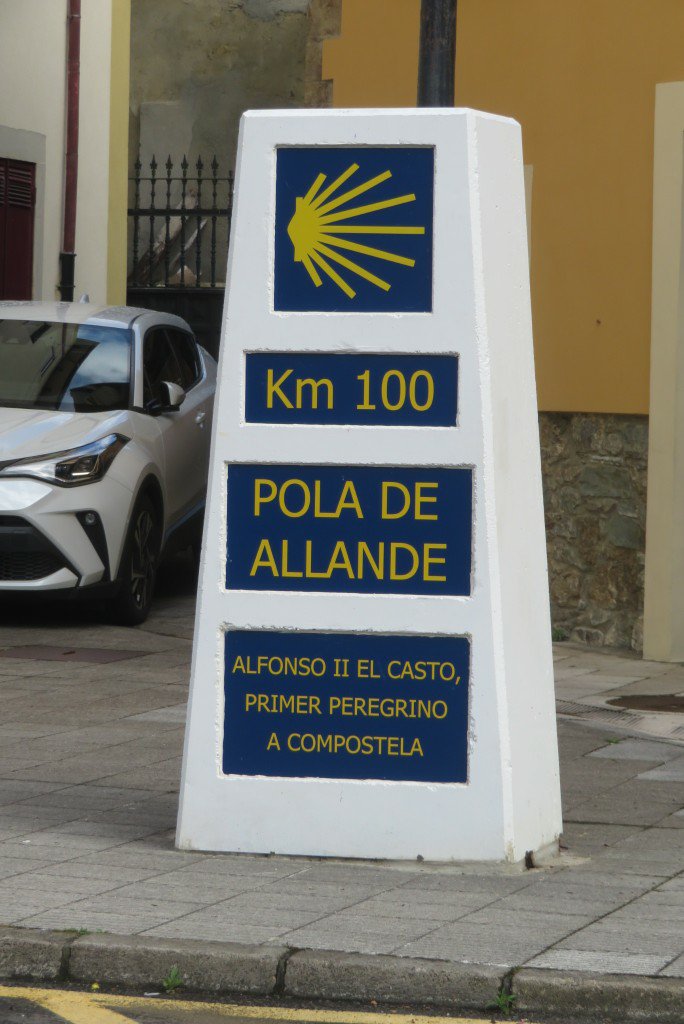 Km 100
POLA DE
ALLANDE
ALFONSO II EL CASTO,
PRIMER PEREGRINO
A COMPOSTELA